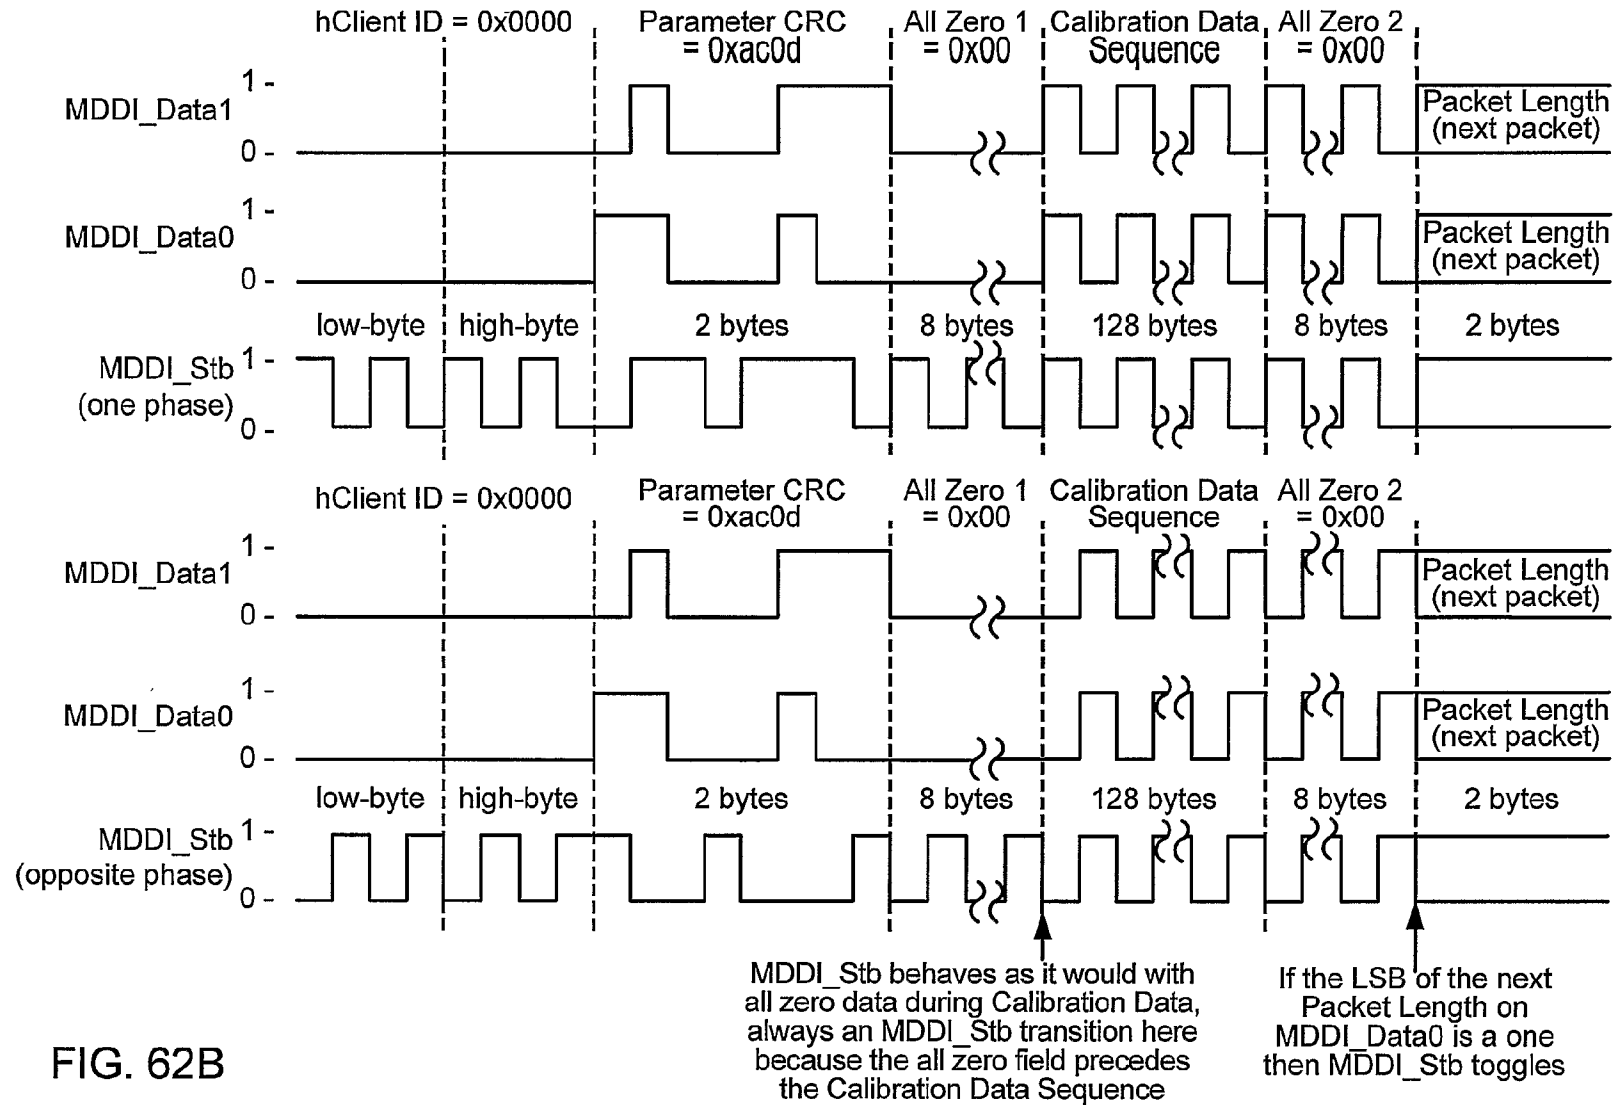 hClient ID = 0x0000
Parameter CRC
= 0xac0d
All Zero 1
= 0x00
Calibration Data
Sequence
All Zero 2
= 0x00
MDDI_Data1
1 -
0 -
Packet Length
(next packet)
MDDI_Data0
1 -
0 -
Packet Length
(next packet)
low-byte
high-byte
2 bytes
8 bytes
128 bytes
8 bytes
2 bytes
MDDI_Stb
(one phase)
1 -
0 -
hClient ID = 0x0000
Parameter CRC
= 0xac0d
All Zero 1
= 0x00
Calibration Data
Sequence
All Zero 2
= 0x00
MDDI_Data1
1 -
0 -
Packet Length
(next packet)
MDDI_Data0
1 -
0 -
Packet Length
(next packet)
low-byte
high-byte
2 bytes
8 bytes
128 bytes
8 bytes
2 bytes
MDDI_Stb
(opposite phase)
1 -
0 -
MDDI_Stb behaves as it would with
all zero data during Calibration Data,
always an MDDI_Stb transition here
because the all zero field precedes
the Calibration Data Sequence
If the LSB of the next
Packet Length on
MDDI_Data0 is a one
then MDDI_Stb toggles
FIG. 62B